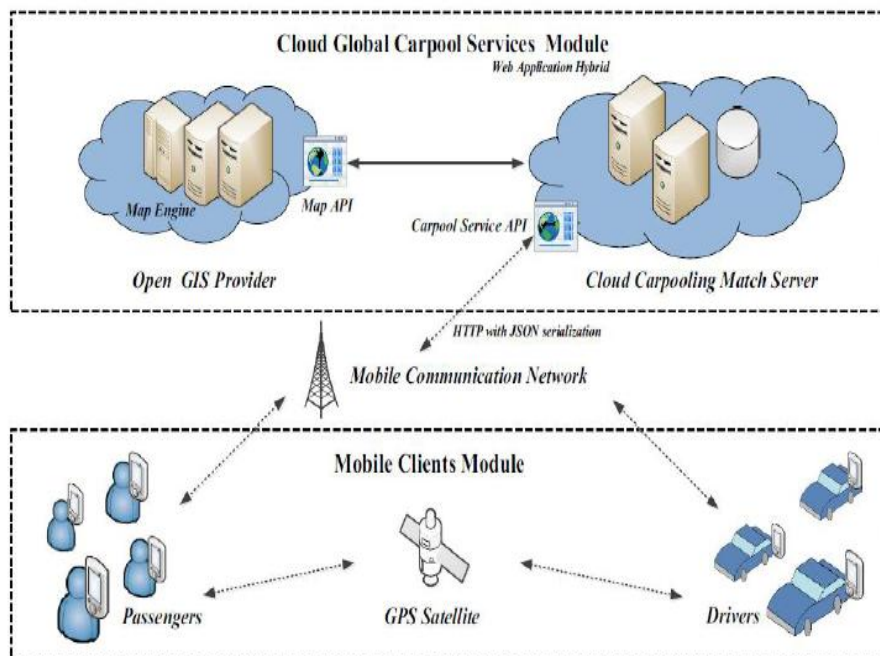 Cloud Global Carpool Services Module
Web Application Hybrid
Map Engine
Map API
Carpool Service API
Open GIS Provider
Cloud Carpooling Match Server
HTTP with JSON serialization
Mobile Communication Network
Mobile Clients Module
Passengers
GPS Satellite
Drivers